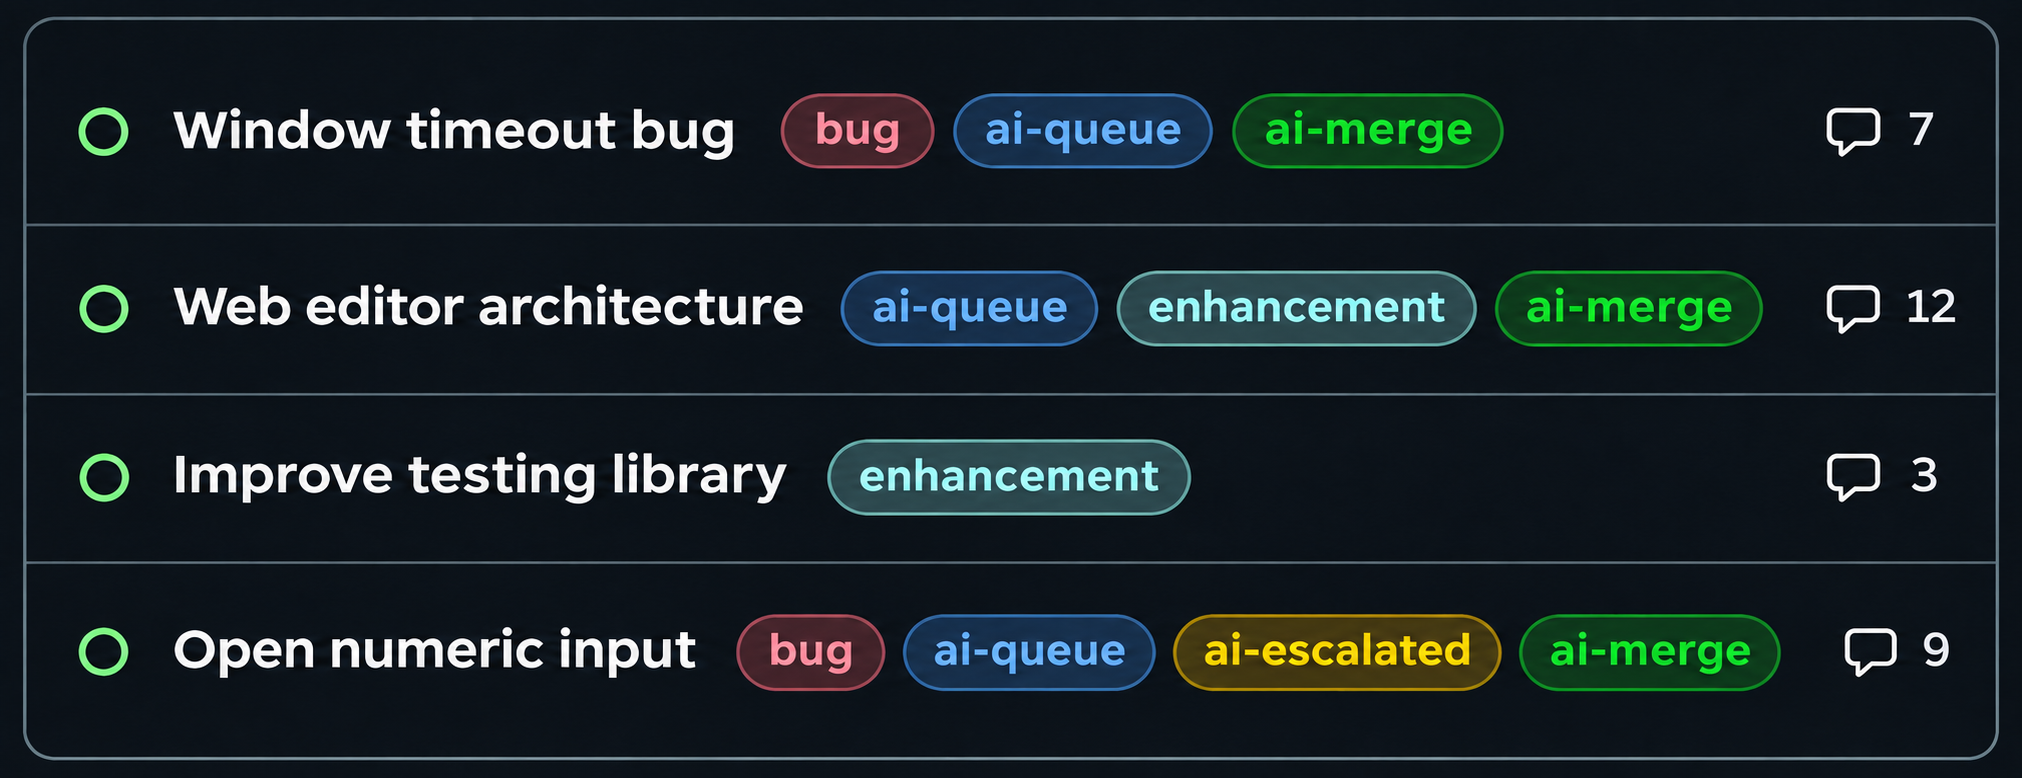 Window timeout bug bug ai-queue ai-merge 7
Web editor architecture ai-queue enhancement ai-merge 12
Improve testing library enhancement 3
Open numeric input bug ai-queue ai-escalated ai-merge 9